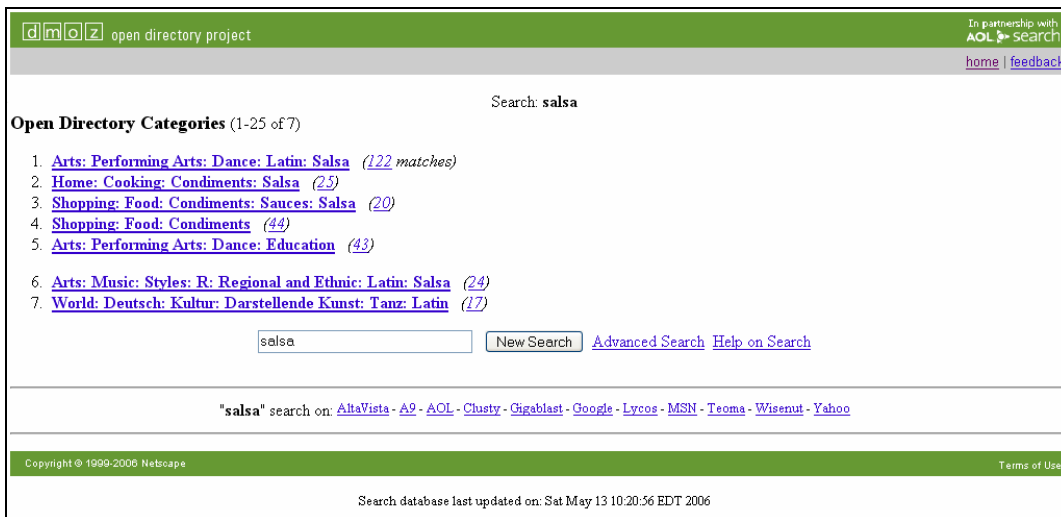 dmoz open directory project
In partnership with
AOL search
home | feedback
Search: salsa
Open Directory Categories (1-25 of 7)
1. Arts: Performing Arts: Dance: Latin: Salsa (122 matches)
2. Home: Cooking: Condiments: Salsa (25)
3. Shopping: Food: Condiments: Sauces: Salsa (20)
4. Shopping: Food: Condiments (44)
5. Arts: Performing Arts: Dance: Education (43)
6. Arts: Music: Styles: R: Regional and Ethnic: Latin: Salsa (24)
7. World: Deutsch: Kultur: Darstellende Kunst: Tanz: Latin (17)
salsa New Search Advanced Search Help on Search
"salsa" search on: AltaVista - A9 - AOL - Clusty - Gigablast - Google - Lycos - MSN - Teoma - Wisenut - Yahoo
Copyright © 1999-2006 Netscape Terms of Use
Search database last updated on: Sat May 13 10:20:56 EDT 2006